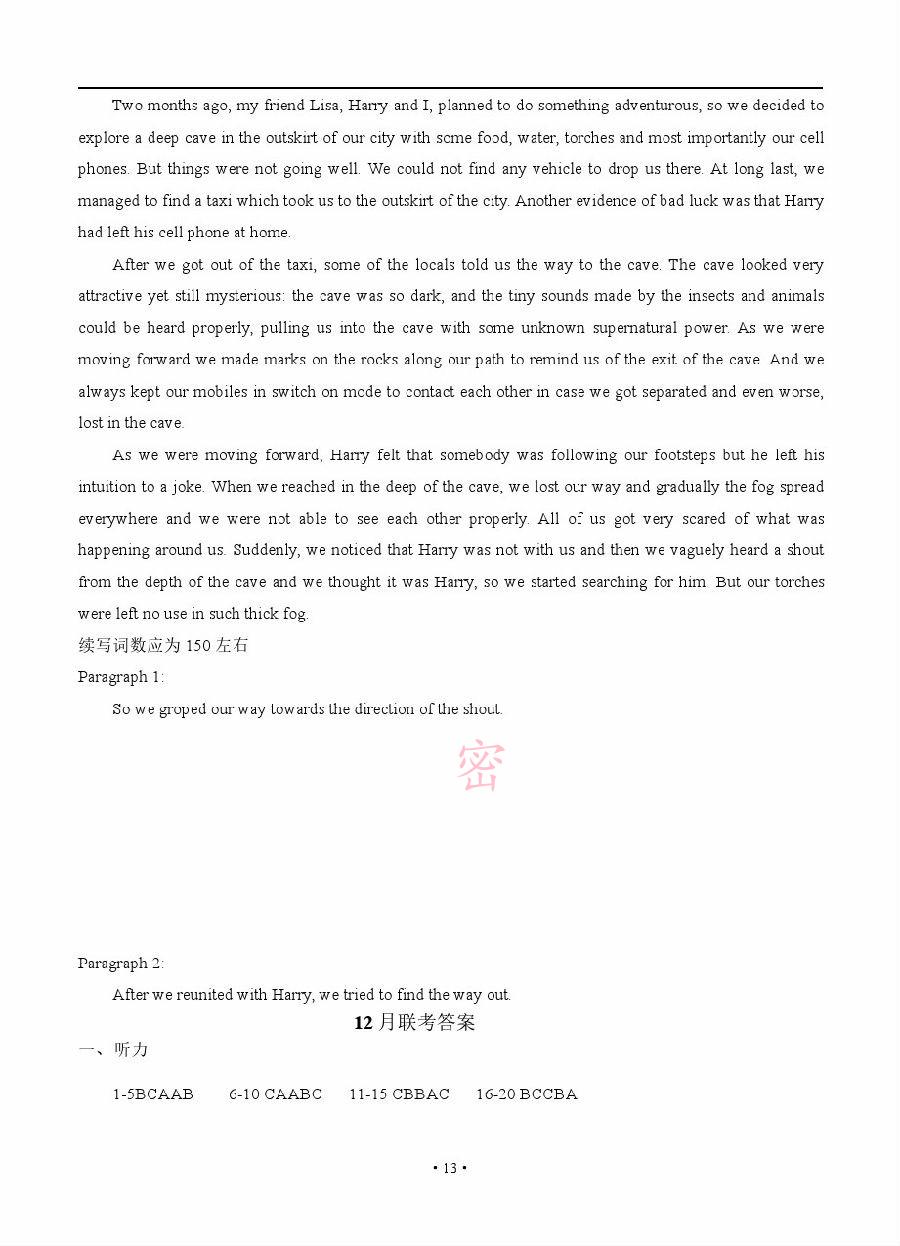 Two months ago, my friend Lisa, Harry and I, planned to do something adventurous, so we decided to
explore a deep cave in the outskirt of our city with some food, water, torches and most importantly our cell
phones. But things were not going well. We could not find any vehicle to drop us there. At long last, we
managed to find a taxi which took us to the outskirt of the city. Another evidence of bad luck was that Harry
had left his cell phone at home.
After we got out of the taxi, some of the locals told us the way to the cave. The cave looked very
attractive yet still mysterious: the cave was so dark, and the tiny sounds made by the insects and animals
could be heard properly, pulling us into the cave with some unknown supernatural power. As we were
moving forward we made marks on the rocks along our path to remind us of the exit of the cave. And we
always kept our mobiles in switch on mode to contact each other in case we got separated and even worse,
lost in the cave.
As we were moving forward, Harry felt that somebody was following our footsteps but he left his
intuition to a joke. When we reached in the deep of the cave, we lost our way and gradually the fog spread
everywhere and we were not able to see each other properly. All of us got very scared of what was
happening around us. Suddenly, we noticed that Harry was not with us and then we vaguely heard a shout
from the depth of the cave and we thought it was Harry, so we started searching for him. But our torches
were left no use in such thick fog.
续写词数应为 150 左右
Paragraph 1:
So we groped our way towards the direction of the shout.
密
Paragraph 2:
After we reunited with Harry, we tried to find the way out.
12 月联考答案
一、听力
1-5BCAAB 6-10 CAABC 11-15 CBBAC 16-20 BCCBA
• 13 •